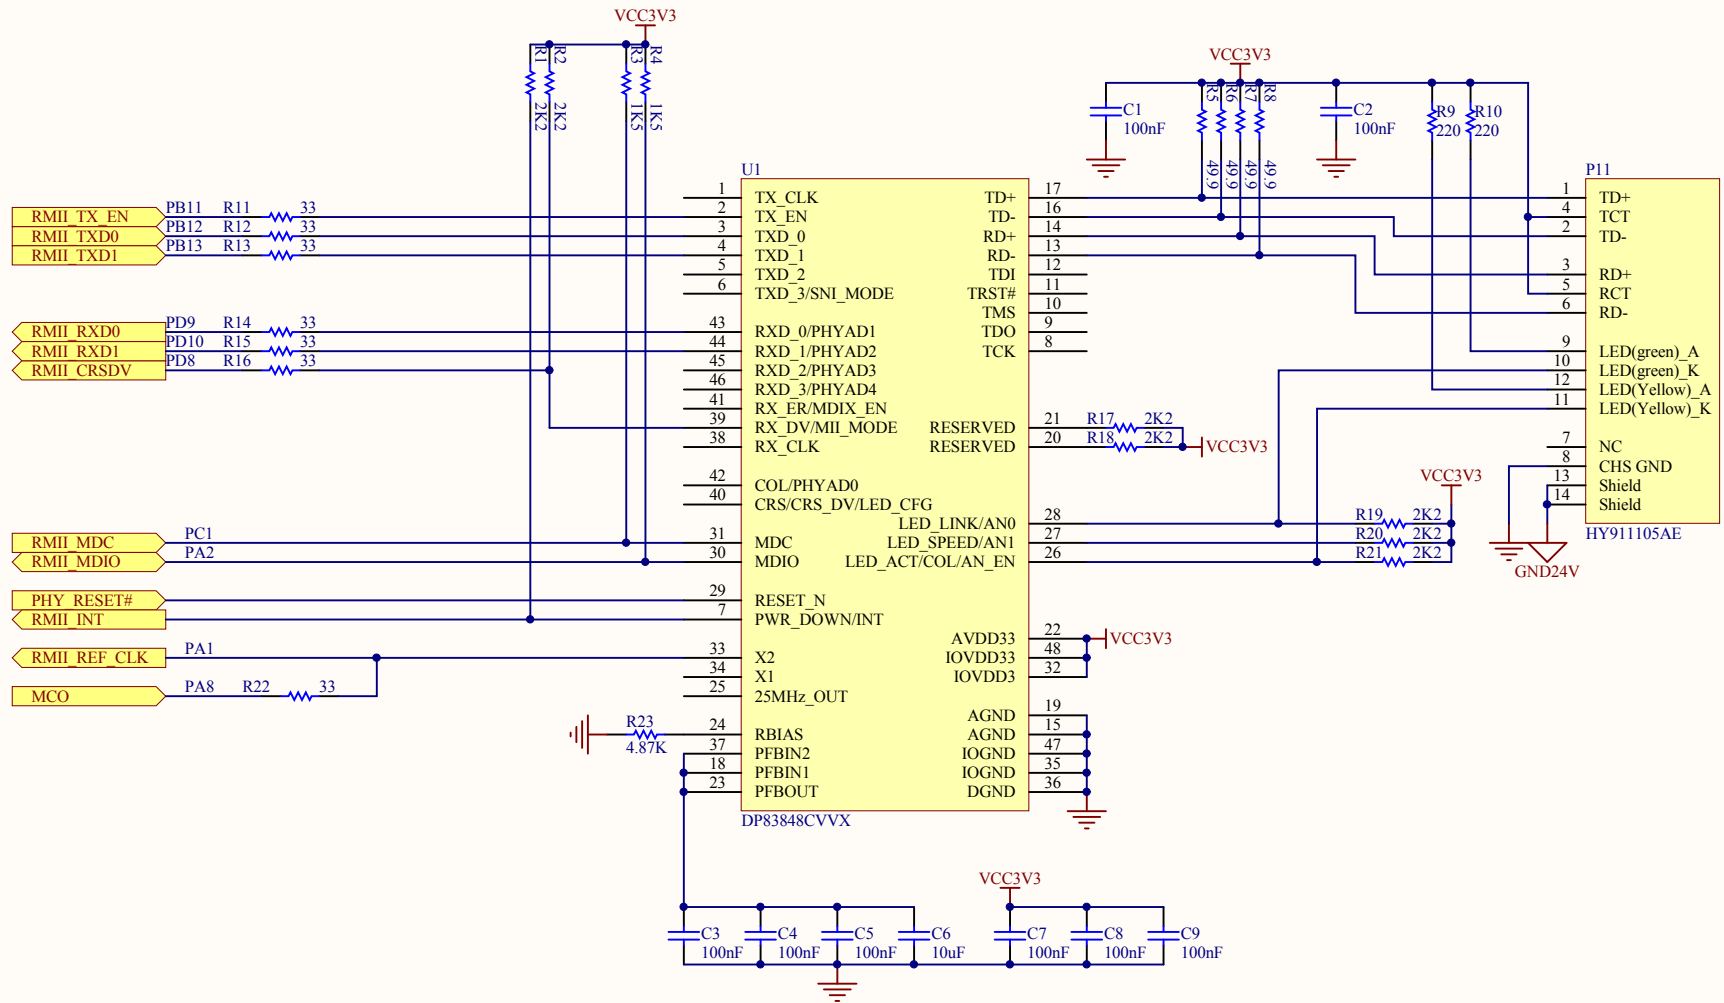 VCC3V3
R1 2K2
R2 2K2
R3 1K5
R4 1K5
VCC3V3
C1 100nF
R5 49.9
R6 49.9
R7 49.9
R8 49.9
C2 100nF
R9 220
R10 220
RMII_TX_EN PB11 R11 33
RMII_TXD0 PB12 R12 33
RMII_TXD1 PB13 R13 33
RMII_RXD0 PD9 R14 33
RMII_RXD1 PD10 R15 33
RMII_CRSDV PD8 R16 33
RMII_MDC PC1
RMII_MDIO PA2
PHY_RESET#
RMII_INT
RMII_REF_CLK PA1
MCO PA8 R22 33
R23 4.87K
U1
1 TX_CLK
2 TX_EN
3 TXD_0
4 TXD_1
5 TXD_2
6 TXD_3/SNI_MODE
43 RXD_0/PHYAD1
44 RXD_1/PHYAD2
45 RXD_2/PHYAD3
46 RXD_3/PHYAD4
41 RX_ER/MDIX_EN
39 RX_DV/MII_MODE
38 RX_CLK
42 COL/PHYAD0
40 CRS/CRS_DV/LED_CFG
31 MDC
30 MDIO
29 RESET_N
7 PWR_DOWN/INT
33 X2
34 X1
25 25MHz_OUT
24 RBIAS
37 PFBIN2
18 PFBIN1
23 PFBOUT
TD+ 17
TD- 16
RD+ 14
RD- 13
TDI 12
TRST# 11
TMS 10
TDO 9
TCK 8
RESERVED 21 R17 2K2
RESERVED 20 R18 2K2 VCC3V3
LED_LINK/AN0 28
LED_SPEED/AN1 27
LED_ACT/COL/AN_EN 26
AVDD33 22 VCC3V3
IOVDD33 48
IOVDD3 32
AGND 19
AGND 15
IOGND 47
IOGND 35
DGND 36
DP83848CVVX
VCC3V3
R19 2K2
R20 2K2
R21 2K2
P11
1 TD+
4 TCT
2 TD-
3 RD+
5 RCT
6 RD-
9 LED(green)_A
10 LED(green)_K
12 LED(Yellow)_A
11 LED(Yellow)_K
7 NC
8 CHS GND
13 Shield
14 Shield
HY911105AE
GND24V
VCC3V3
C3 100nF
C4 100nF
C5 100nF
C6 10uF
C7 100nF
C8 100nF
C9 100nF